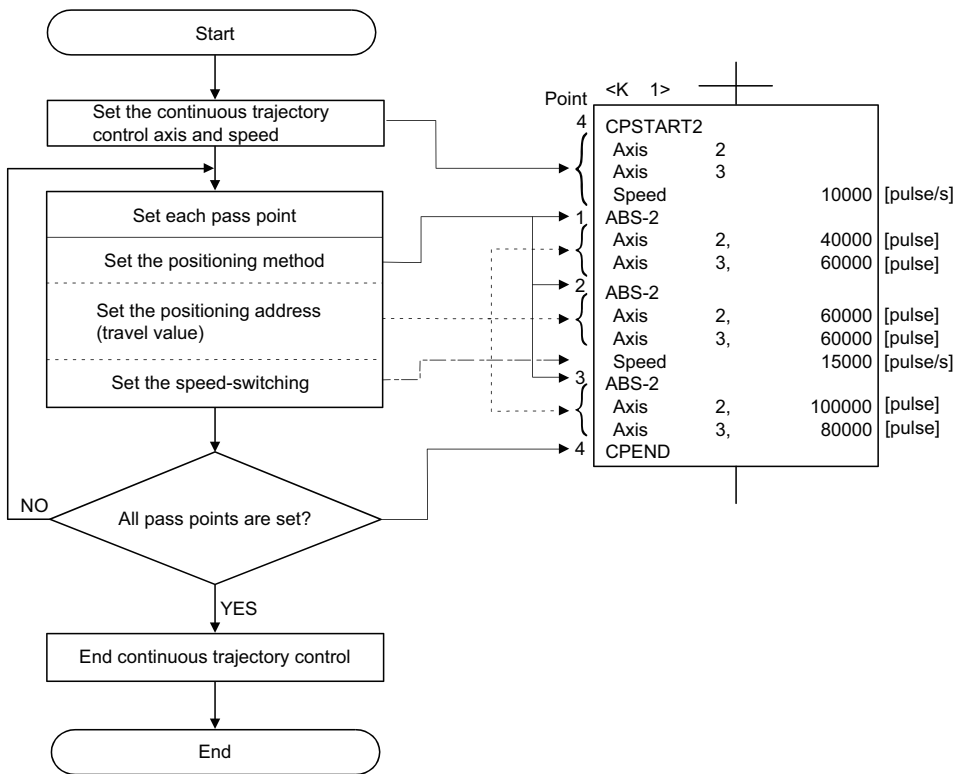 Start
Set the continuous trajectory
control axis and speed
Set each pass point
Set the positioning method
Set the positioning address
(travel value)
Set the speed-switching
NO
All pass points are set?
YES
End continuous trajectory control
End
<K 1>
Point
4 CPSTART2
Axis 2
Axis 3
Speed 10000 [pulse/s]
1 ABS-2
Axis 2, 40000 [pulse]
Axis 3, 60000 [pulse]
2 ABS-2
Axis 2, 60000 [pulse]
Axis 3, 60000 [pulse]
Speed 15000 [pulse/s]
3 ABS-2
Axis 2, 100000 [pulse]
Axis 3, 80000 [pulse]
4 CPEND